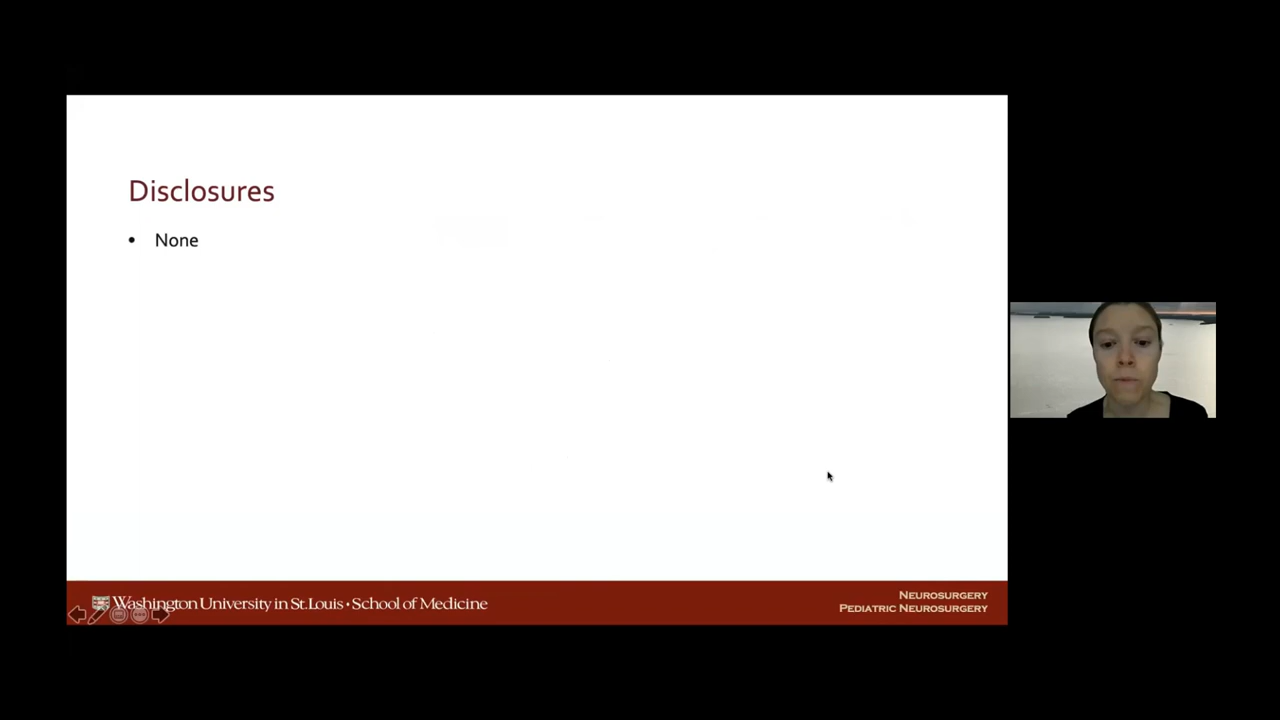 Disclosures
• None
Washington University in St. Louis • School of Medicine
NEUROSURGERY
PEDIATRIC NEUROSURGERY